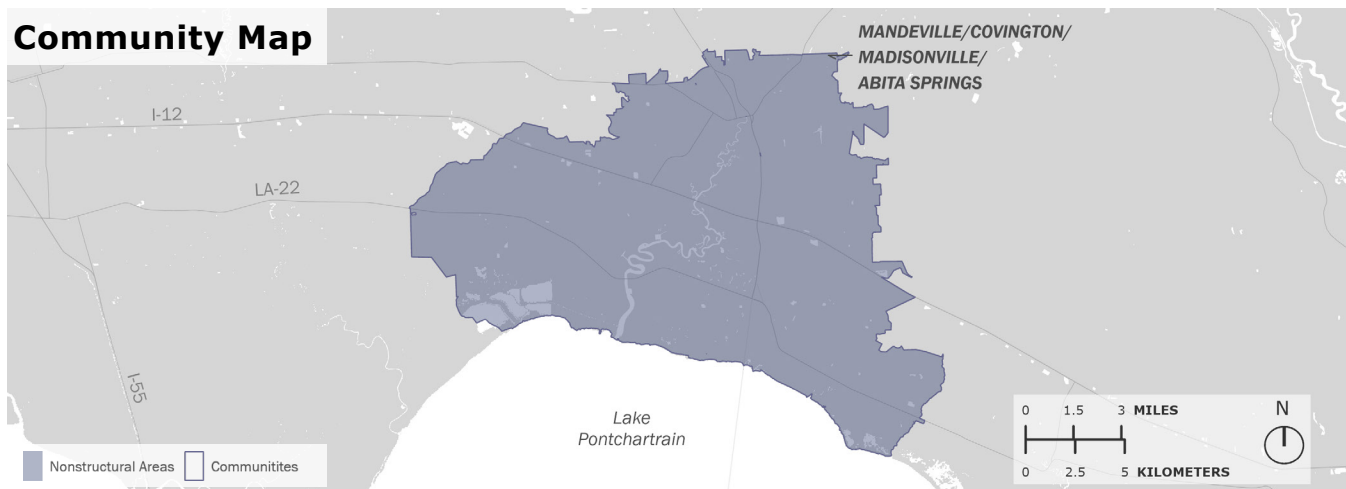 Community Map
MANDEVILLE/COVINGTON/
MADISONVILLE/
ABITA SPRINGS
I-12
LA-22
I-55
Lake
Pontchartrain
Nonstructural Areas
Communitites
0 1.5 3 MILES
0 2.5 5 KILOMETERS
N